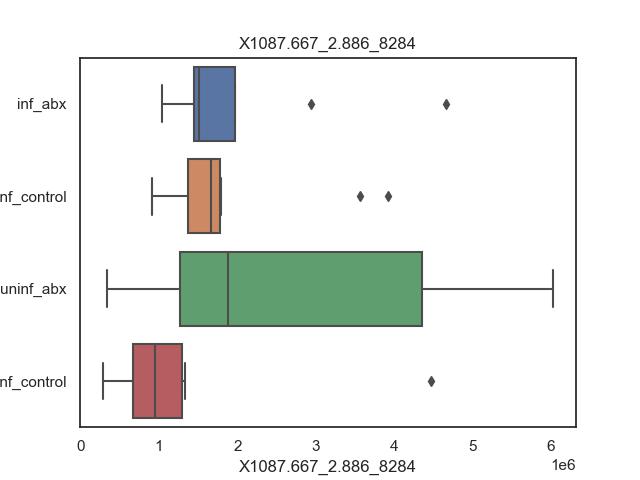 X1087.667_2.886_8284
inf_abx
nf_control
uninf_abx
nf_control
0 1 2 3 4 5 6
1e6
X1087.667_2.886_8284